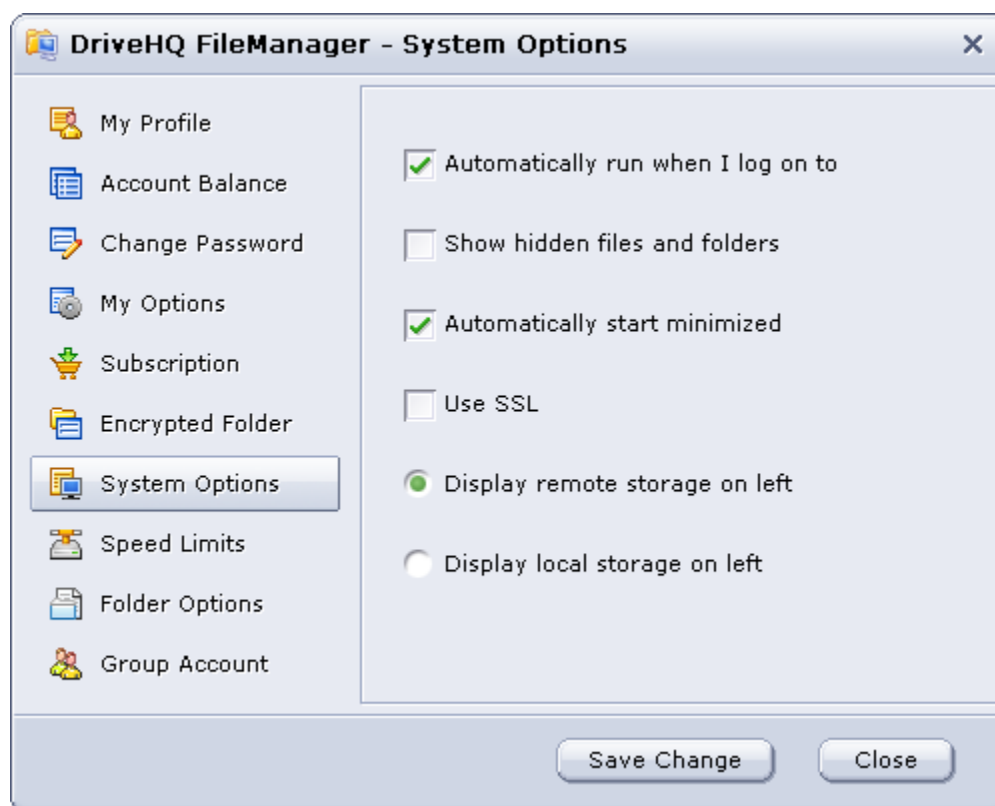 DriveHQ FileManager - System Options
My Profile
Account Balance
Change Password
My Options
Subscription
Encrypted Folder
System Options
Speed Limits
Folder Options
Group Account
Automatically run when I log on to
Show hidden files and folders
Automatically start minimized
Use SSL
Display remote storage on left
Display local storage on left
Save Change
Close